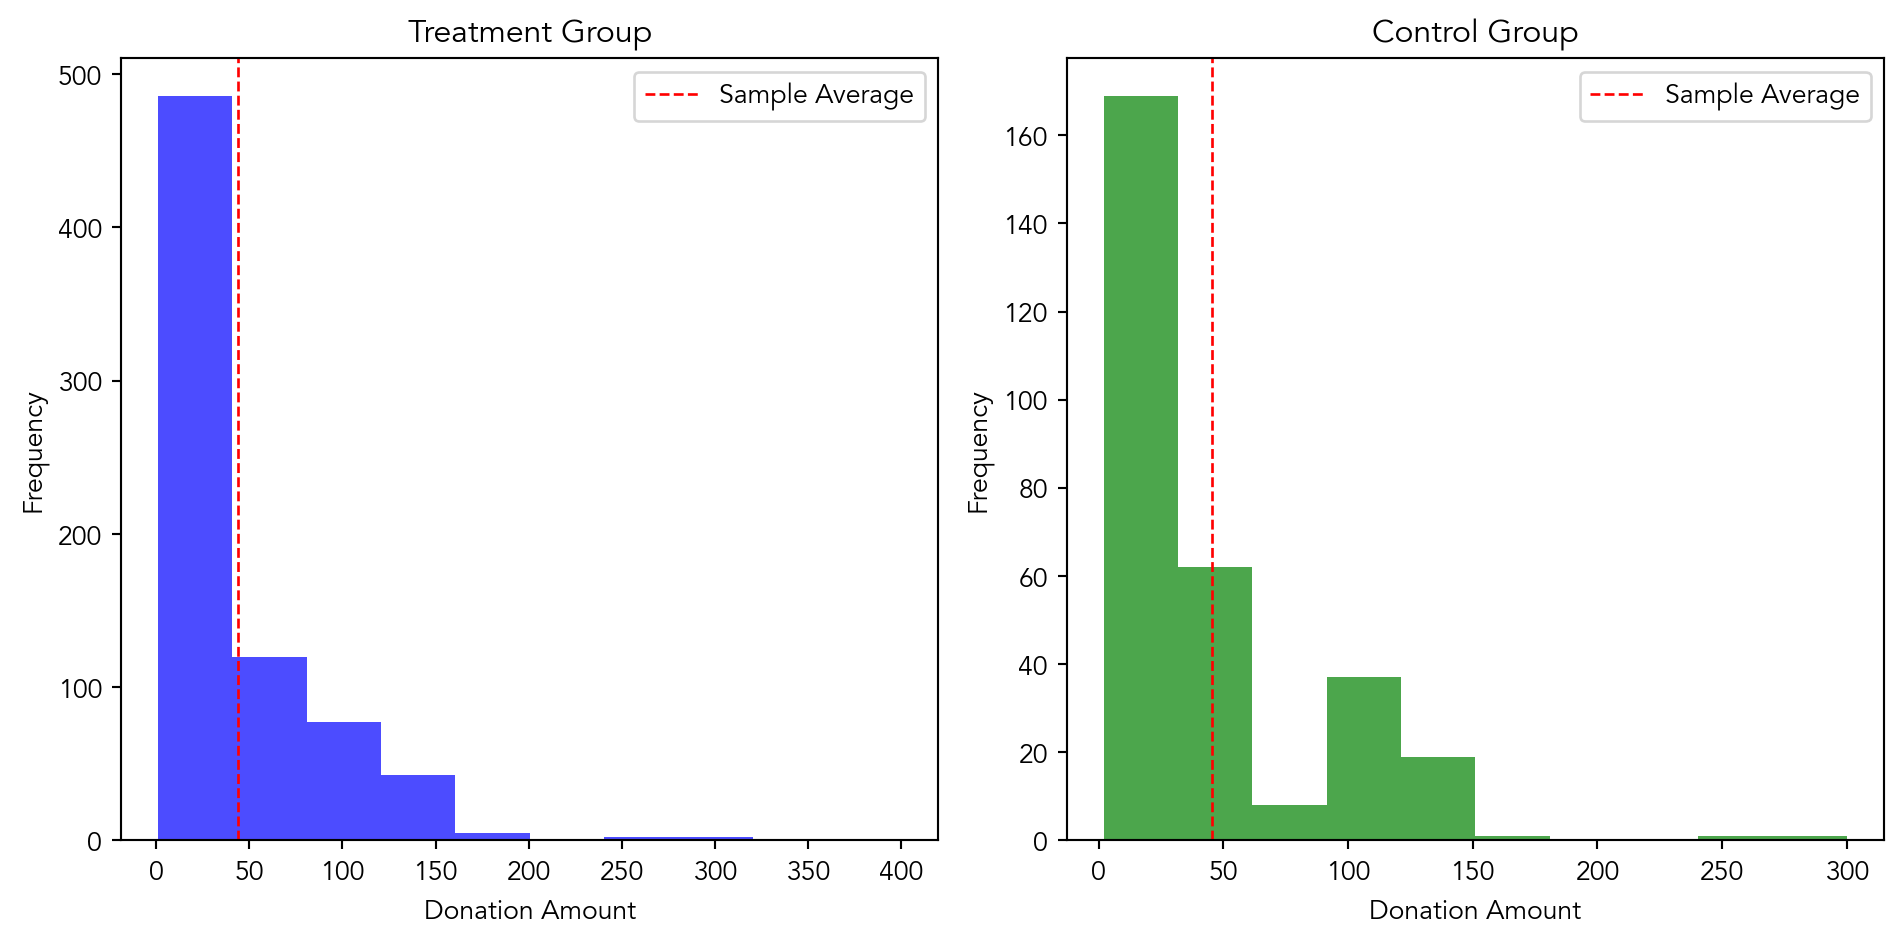 Treatment Group
Sample Average
500
400
300
200
100
0
Frequency
0 50 100 150 200 250 300 350 400
Donation Amount
Control Group
Sample Average
160
140
120
100
80
60
40
20
0
Frequency
0 50 100 150 200 250 300
Donation Amount